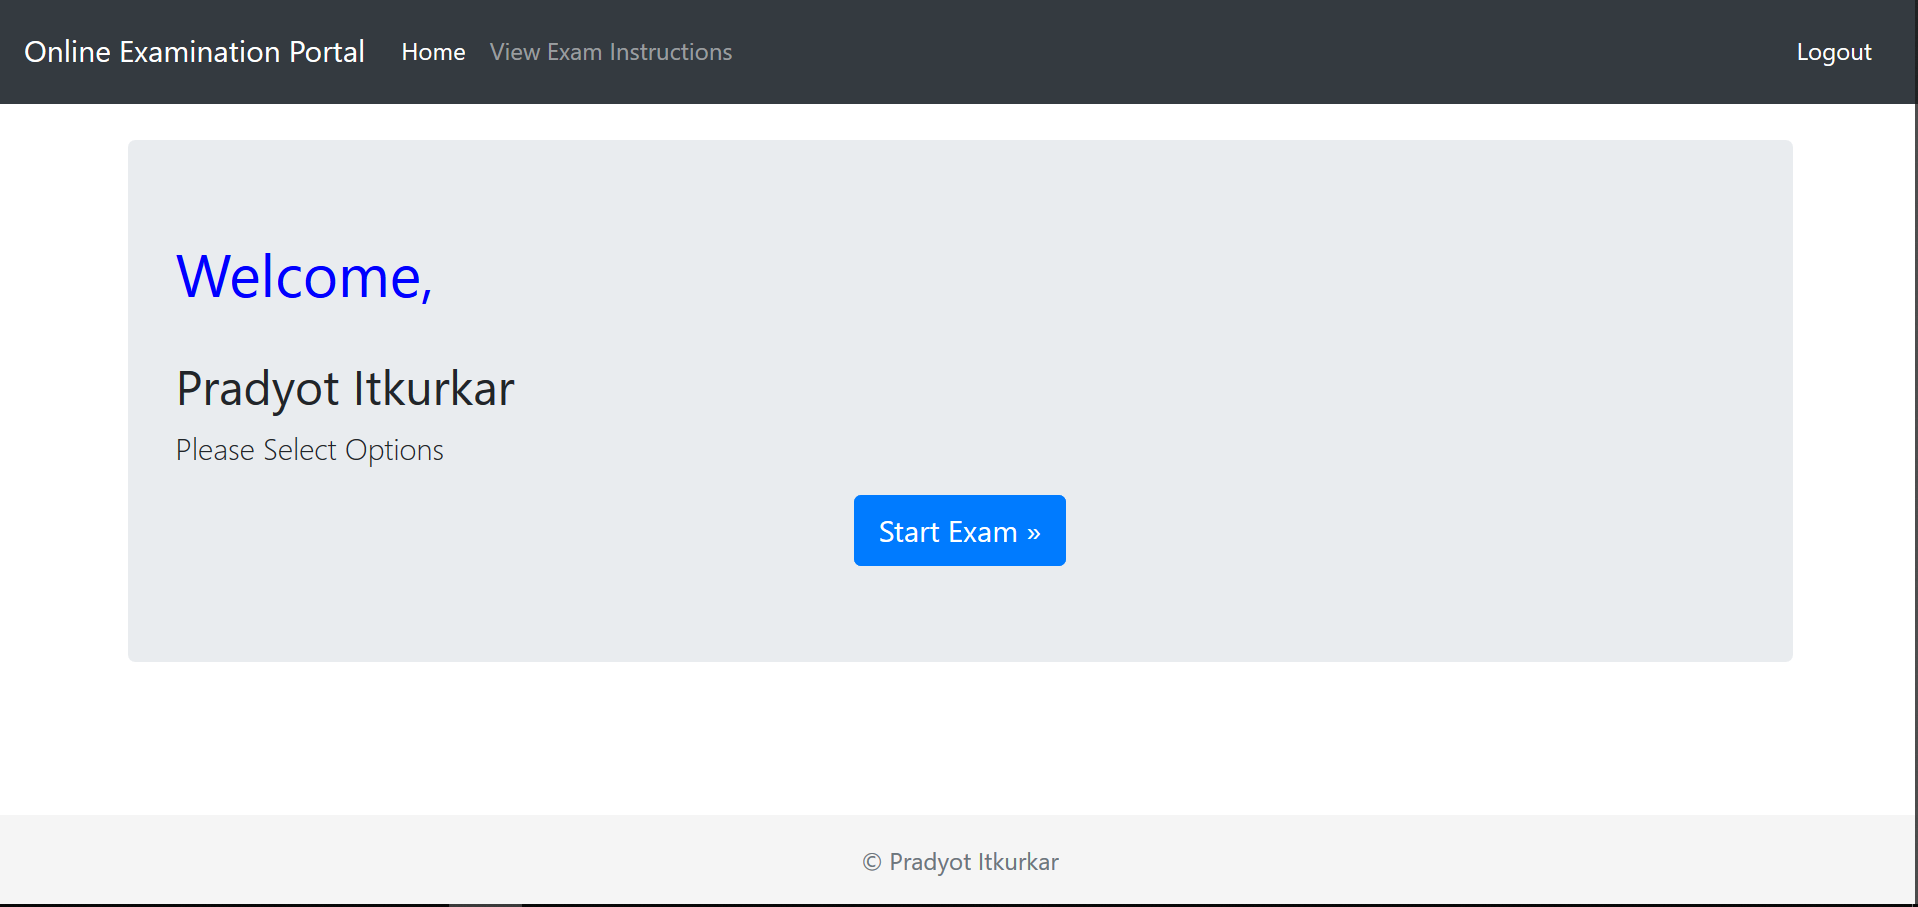 Online Examination Portal Home View Exam Instructions Logout
Welcome,
Pradyot Itkurkar
Please Select Options
Start Exam »
© Pradyot Itkurkar